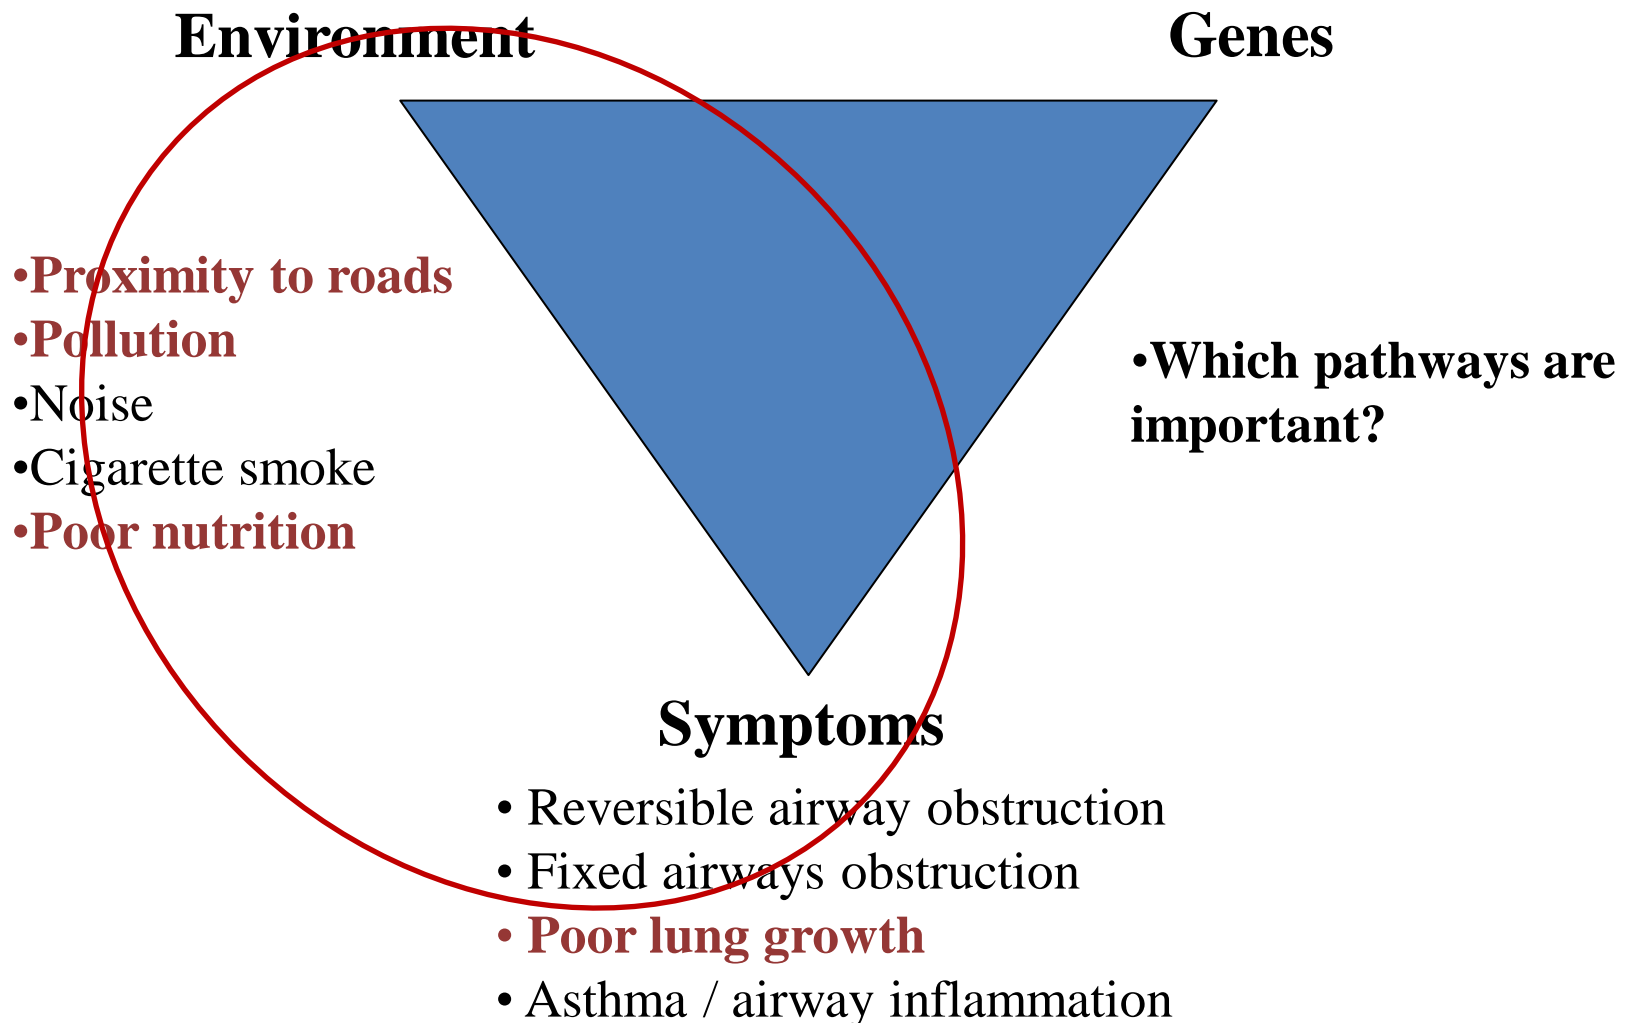 Environment
Genes
•Proximity to roads
•Pollution
•Noise
•Cigarette smoke
•Poor nutrition
•Which pathways are
important?
Symptoms
• Reversible airway obstruction
• Fixed airways obstruction
• Poor lung growth
• Asthma / airway inflammation